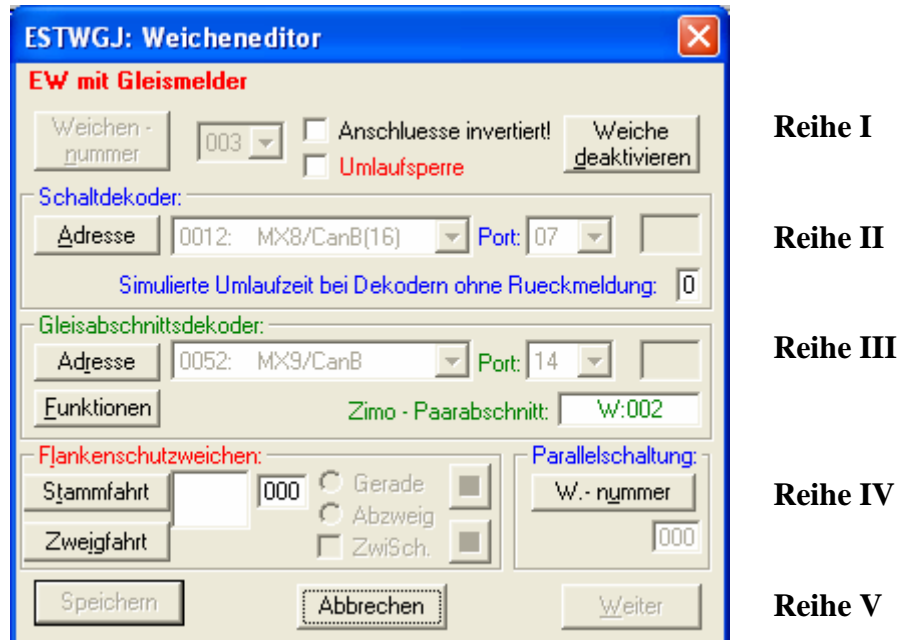 ESTWGJ: Weicheneditor
EW mit Gleismelder
Weichen - nummer
003
Anschluesse invertiert!
Umlaufsperre
Weiche deaktivieren
Reihe I
Schaltdekoder:
Adresse
0012: MX8/CanB(16)
Port: 07
Reihe II
Simulierte Umlaufzeit bei Dekodern ohne Rueckmeldung: 0
Gleisabschnittsdekoder:
Adresse
0052: MX9/CanB
Port: 14
Reihe III
Funktionen
Zimo - Paarabschnitt: W:002
Flankenschutzweichen:
Stammfahrt
000
Gerade
Abzweig
Zweigfahrt
ZwiSch.
Parallelschaltung:
W.- nummer
000
Reihe IV
Speichern
Abbrechen
Weiter
Reihe V